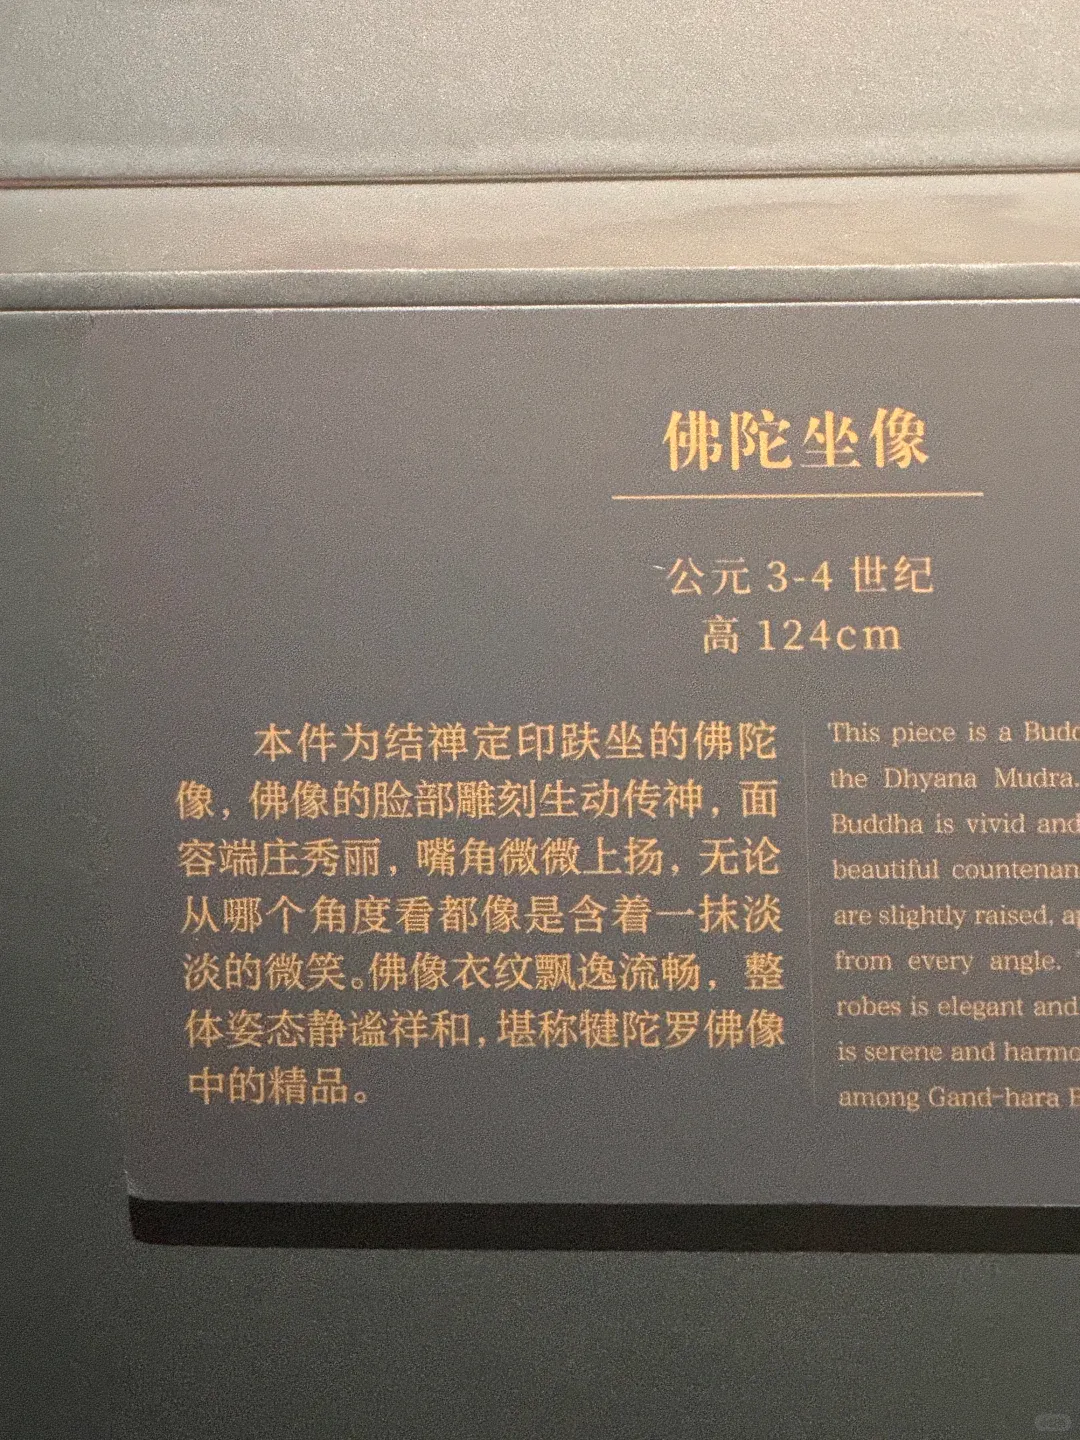 佛陀坐像
公元 3-4 世纪
高 124cm
本件为结禅定印趺坐的佛陀
像，佛像的脸部雕刻生动传神，面
容端庄秀丽，嘴角微微上扬，无论
从哪个角度看都像是含着一抹淡
淡的微笑。佛像衣纹飘逸流畅，整
体姿态静谧祥和，堪称犍陀罗佛像
中的精品。
This piece is a
the Dhyana Mudra.
Buddha is vivid and
beautiful
are slightly raised,
from every angle.
robes is elegant and
is serene and
among Gand-hara